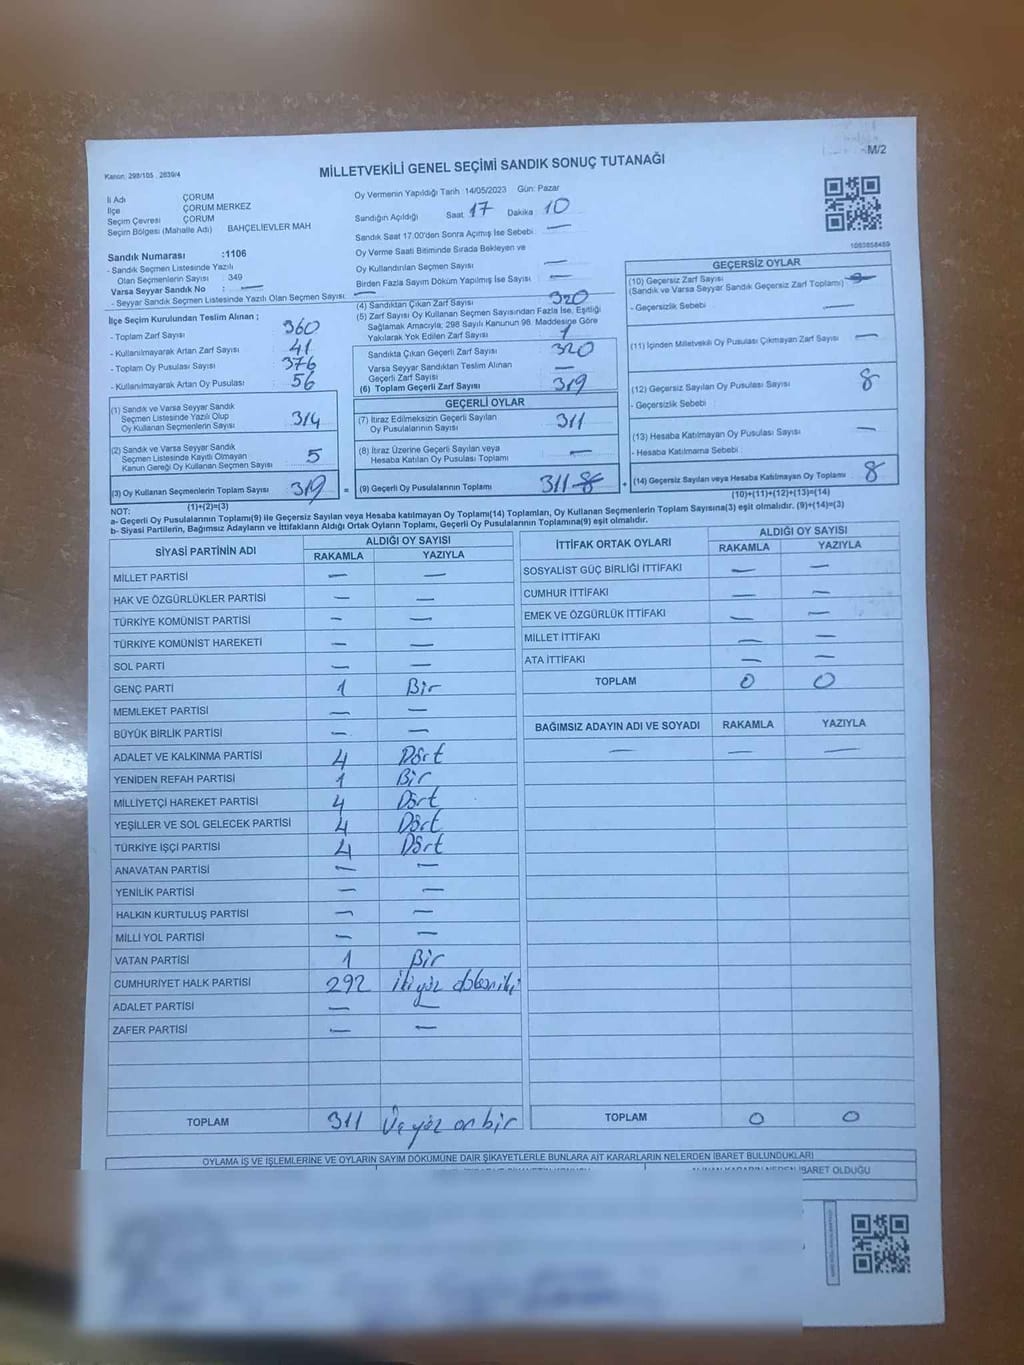 M/2
Kanon: 298/105 , 2839/4
MİLLETVEKİLİ GENEL SEÇİMİ SANDIK SONUÇ TUTANAĞI
İl Adı ÇORUM
İlçe ÇORUM MERKEZ
Seçim Çevresi ÇORUM
Seçim Bölgesi (Mahalle Adı) BAHÇELİEVLER MAH
Sandık Numarası :1106
- Sandık Seçmen Listesinde Yazılı
Olan Seçmenlerin Sayısı : 349
Varsa Seyyar Sandık No : —
- Seyyar Sandık Seçmen Listesinde Yazılı Olan Seçmen Sayısı: —
Oy Vermenin Yapıldığı Tarih 14/05/2023 Gün: Pazar
Sandığın Açıldığı Saat 17 Dakika 10
Sandık Saat 17.00'den Sonra Açılmış İse Sebebi —
Oy Verme Saati Bitiminde Sırada Bekleyen ve
Oy Kullandırılan Seçmen Sayısı —
Birden Fazla Sayım Döküm Yapılmış İse Sayısı —
1083858489
İlçe Seçim Kurulundan Teslim Alınan ;
- Toplam Zarf Sayısı 360
- Kullanılmayarak Artan Zarf Sayısı 41
- Toplam Oy Pusulası Sayısı 376
- Kullanılmayarak Artan Oy Pusulası 56
(1) Sandık ve Varsa Seyyar Sandık
Seçmen Listesinde Yazılı Olup
Oy Kullanan Seçmenlerin Sayısı 314
(2) Sandık ve Varsa Seyyar Sandık
Seçmen Listesinde Kayıtlı Olmayan
Kanun Gereği Oy Kullanan Seçmen Sayısı 5
(3) Oy Kullanan Seçmenlerin Toplam Sayısı 319 =
(1)+(2)=(3)
(4) Sandıktan Çıkan Zarf Sayısı 320
(5) Zarf Sayısı Oy Kullanan Seçmen Sayısından Fazla İse, Eşitliği
Sağlamak Amacıyla; 298 Sayılı Kanunun 98. Maddesine Göre
Yakılarak Yok Edilen Zarf Sayısı 1
Sandıkta Çıkan Geçerli Zarf Sayısı 320
Varsa Seyyar Sandıktan Teslim Alınan
Geçerli Zarf Sayısı —
(6) Toplam Geçerli Zarf Sayısı 319
GEÇERLİ OYLAR
(7) İtiraz Edilmeksizin Geçerli Sayılan
Oy Pusulalarının Sayısı 311
(8) İtiraz Üzerine Geçerli Sayılan veya
Hesaba Katılan Oy Pusulası Toplamı —
(9) Geçerli Oy Pusulalarının Toplamı 311 8 +
GEÇERSİZ OYLAR
(10) Geçersiz Zarf Sayısı
(Sandık ve Varsa Seyyar Sandık Geçersiz Zarf Toplamı) —
- Geçersizlik Sebebi —
(11) İçinden Milletvekili Oy Pusulası Çıkmayan Zarf Sayısı —
(12) Geçersiz Sayılan Oy Pusulası Sayısı 8
- Geçersizlik Sebebi
(13) Hesaba Katılmayan Oy Pusulası Sayısı —
- Hesaba Katılmama Sebebi
(14) Geçersiz Sayılan veya Hesaba Katılmayan Oy Toplamı 8
(10)+(11)+(12)+(13)=(14)
NOT:
a- Geçerli Oy Pusulalarının Toplamı(9) ile Geçersiz Sayılan veya Hesaba katılmayan Oy Toplamı(14) Toplamları, Oy Kullanan Seçmenlerin Toplam Sayısına(3) eşit olmalıdır. (9)+(14)=(3)
b- Siyasi Partilerin, Bağımsız Adayların ve İttifakların Aldığı Ortak Oyların Toplamı, Geçerli Oy Pusulalarının Toplamına(9) eşit olmalıdır.
SİYASİ PARTİNİN ADI ALDIĞI OY SAYISI
RAKAMLA YAZIYLA
MİLLET PARTİSİ — —
HAK VE ÖZGÜRLÜKLER PARTİSİ — —
TÜRKİYE KOMÜNİST PARTİSİ — —
TÜRKİYE KOMÜNİST HAREKETİ — —
SOL PARTİ — —
GENÇ PARTİ 1 Bir
MEMLEKET PARTİSİ — —
BÜYÜK BİRLİK PARTİSİ — —
ADALET VE KALKINMA PARTİSİ 4 Dört
YENİDEN REFAH PARTİSİ 1 Bir
MİLLİYETÇİ HAREKET PARTİSİ 4 Dört
YEŞİLLER VE SOL GELECEK PARTİSİ 4 Dört
TÜRKİYE İŞÇİ PARTİSİ 4 Dört
ANAVATAN PARTİSİ — —
YENİLİK PARTİSİ — —
HALKIN KURTULUŞ PARTİSİ — —
MİLLİ YOL PARTİSİ — —
VATAN PARTİSİ 1 Bir
CUMHURİYET HALK PARTİSİ 292 İkiyüz doksaniki
ADALET PARTİSİ — —
ZAFER PARTİSİ — —
TOPLAM 311 Üçyüz on bir
İTTİFAK ORTAK OYLARI ALDIĞI OY SAYISI
RAKAMLA YAZIYLA
SOSYALİST GÜÇ BİRLİĞİ İTTİFAKI — —
CUMHUR İTTİFAKI — —
EMEK VE ÖZGÜRLÜK İTTİFAKI — —
MİLLET İTTİFAKI — —
ATA İTTİFAKI — —
TOPLAM 0 0
BAĞIMSIZ ADAYIN ADI VE SOYADI RAKAMLA YAZIYLA
— — —
TOPLAM 0 0
OYLAMA İŞ VE İŞLEMLERİNE VE OYLARIN SAYIM DÖKÜMÜNE DAİR ŞİKAYETLERLE BUNLARA AİT KARARLARIN NELERDEN İBARET BULUNDUKLARI
İBARET OLDUĞU